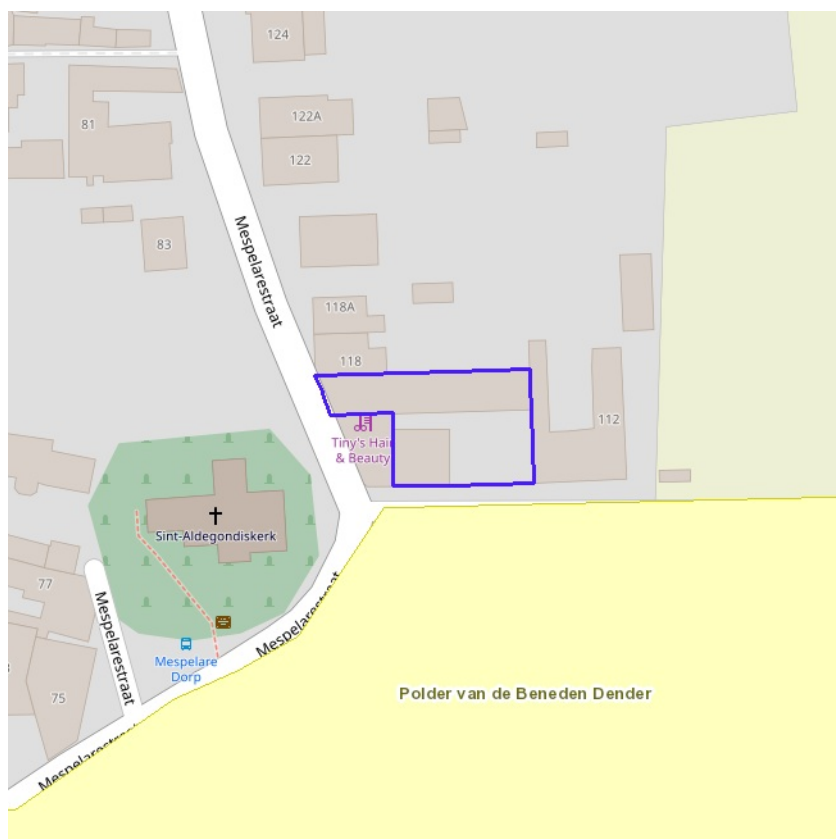 124
122A
81
122
Mespelarestraat
83
118A
118
112
Tiny's Hair
& Beauty
Sint-Aldegondiskerk
77
Mespelarestraat
Mespelarestraat
Mespelare
Dorp
75
Polder van de Beneden Dender
Mespelarestraat